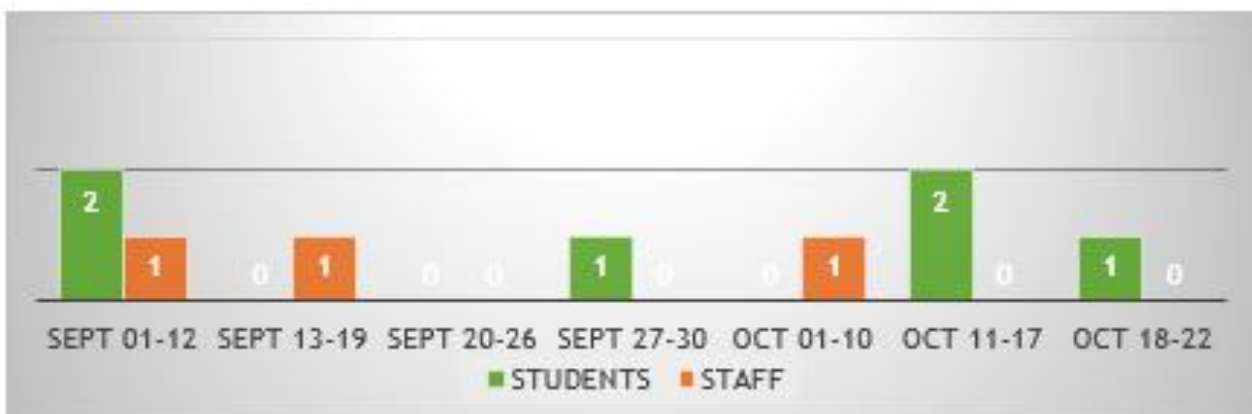 2 2
1 0 1 0 0 1 0 0 1 0 1 0
SEPT 01-12 SEPT 13-19 SEPT 20-26 SEPT 27-30 OCT 01-10 OCT 11-17 OCT 18-22
STUDENTS STAFF